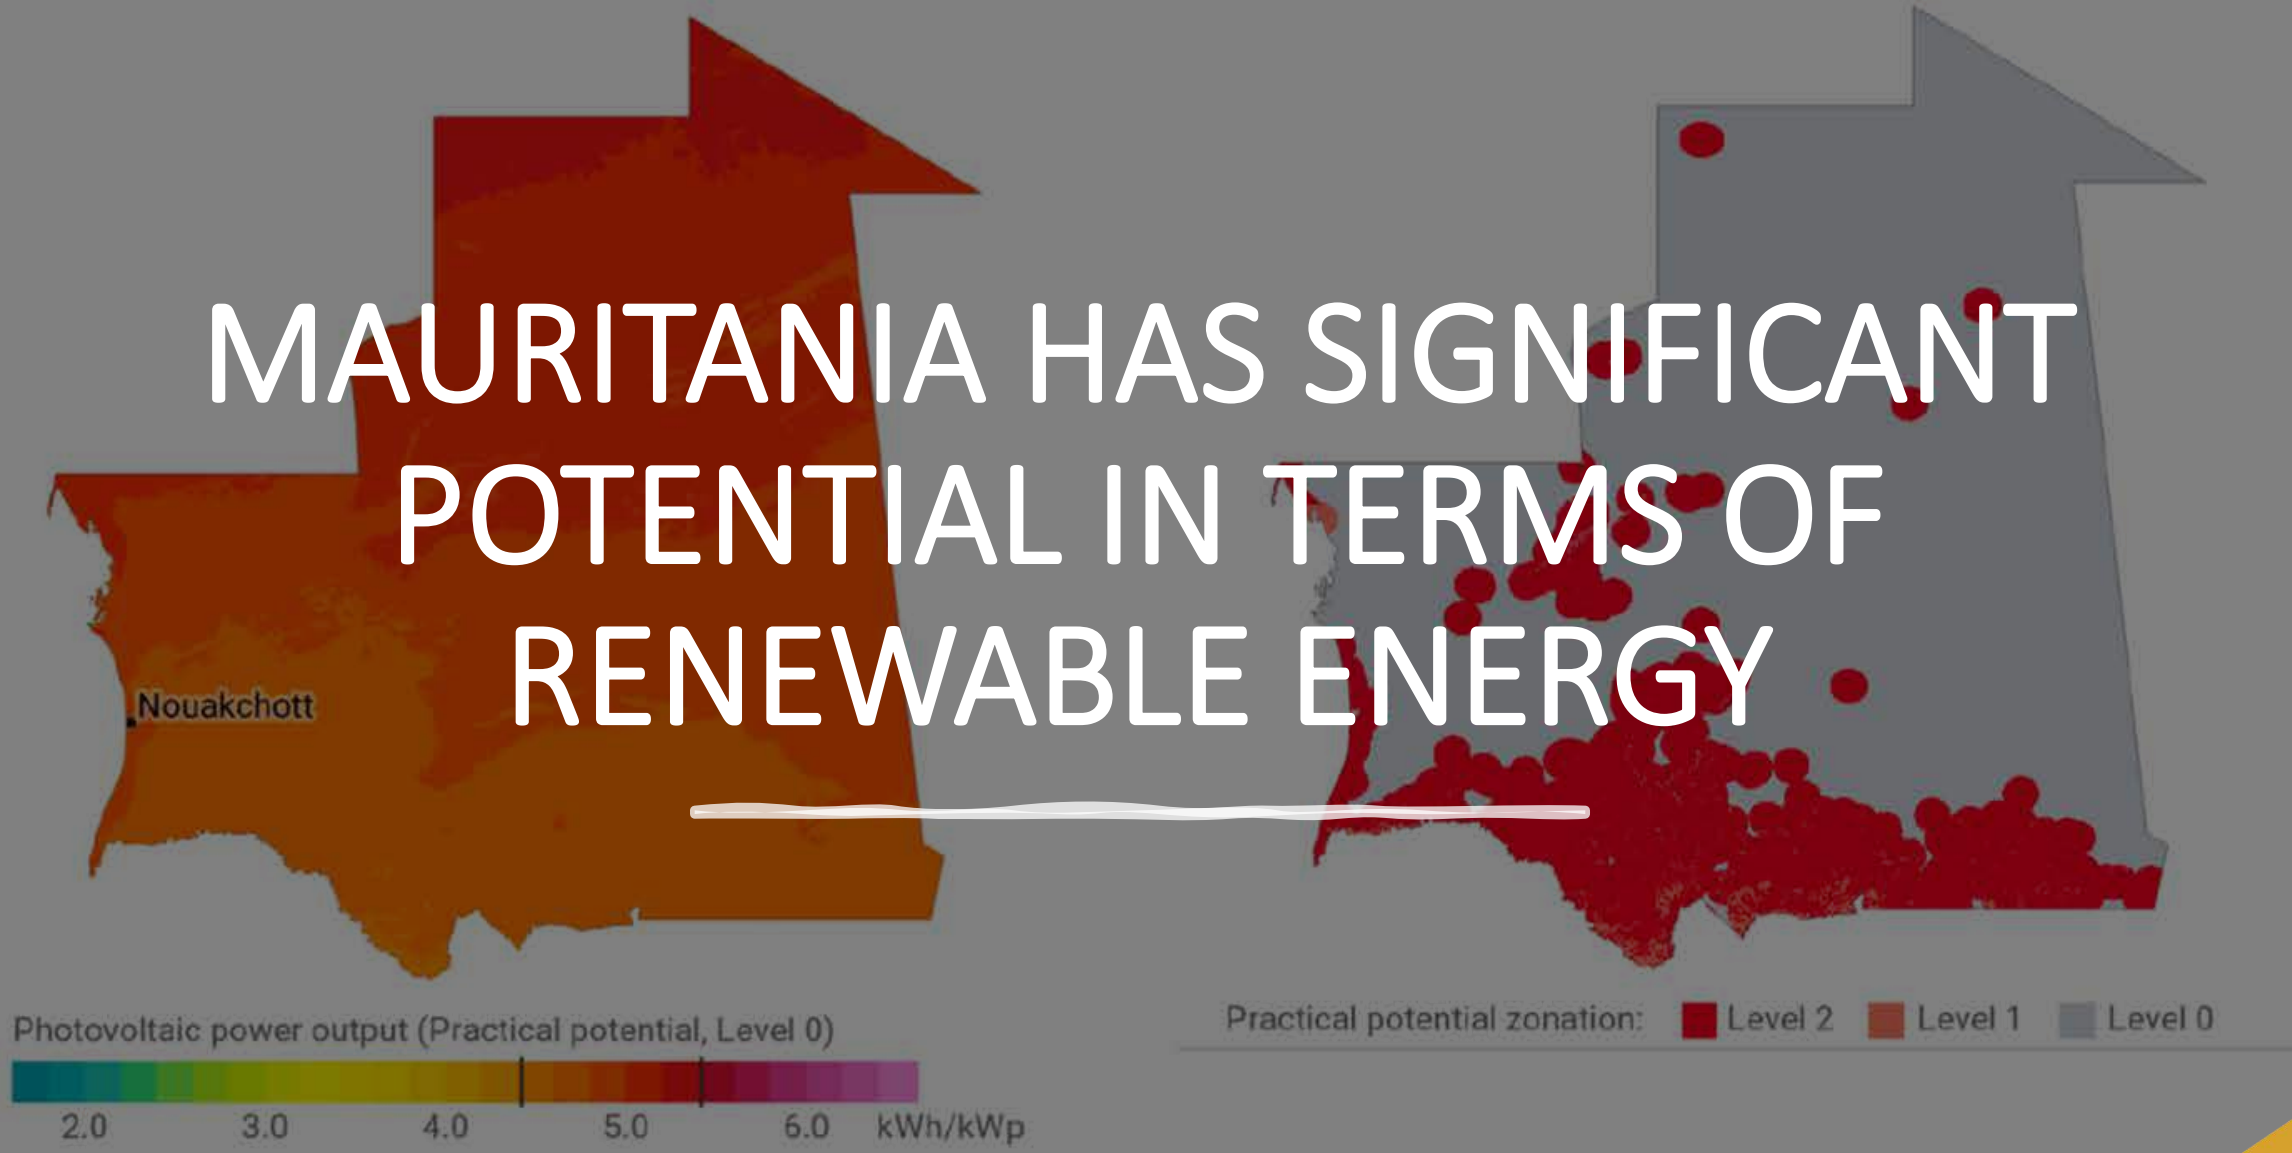 MAURITANIA HAS SIGNIFICANT
POTENTIAL IN TERMS OF
RENEWABLE ENERGY
Nouakchott
Photovoltaic power output (Practical potential, Level 0)
2.0 3.0 4.0 5.0 6.0 kWh/kWp
Practical potential zonation: Level 2 Level 1 Level 0